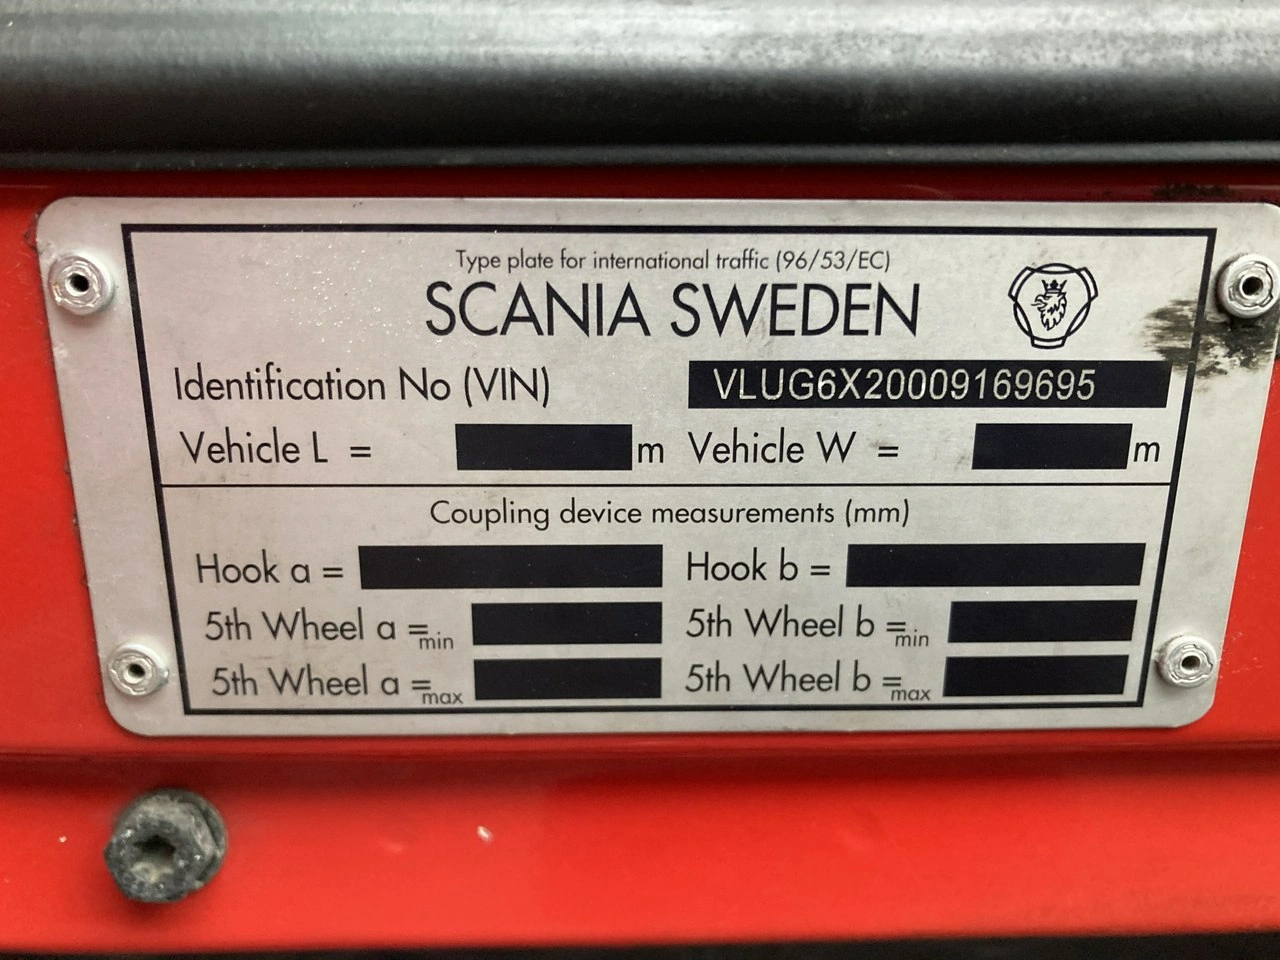 Type plate for international traffic (96/53/EC)
SCANIA SWEDEN
Identification No (VIN) VLUG6X20009169695
Vehicle L = m Vehicle W = m
Coupling device measurements (mm)
Hook a = Hook b =
5th Wheel a =min 5th Wheel b =min
5th Wheel a =max 5th Wheel b =max